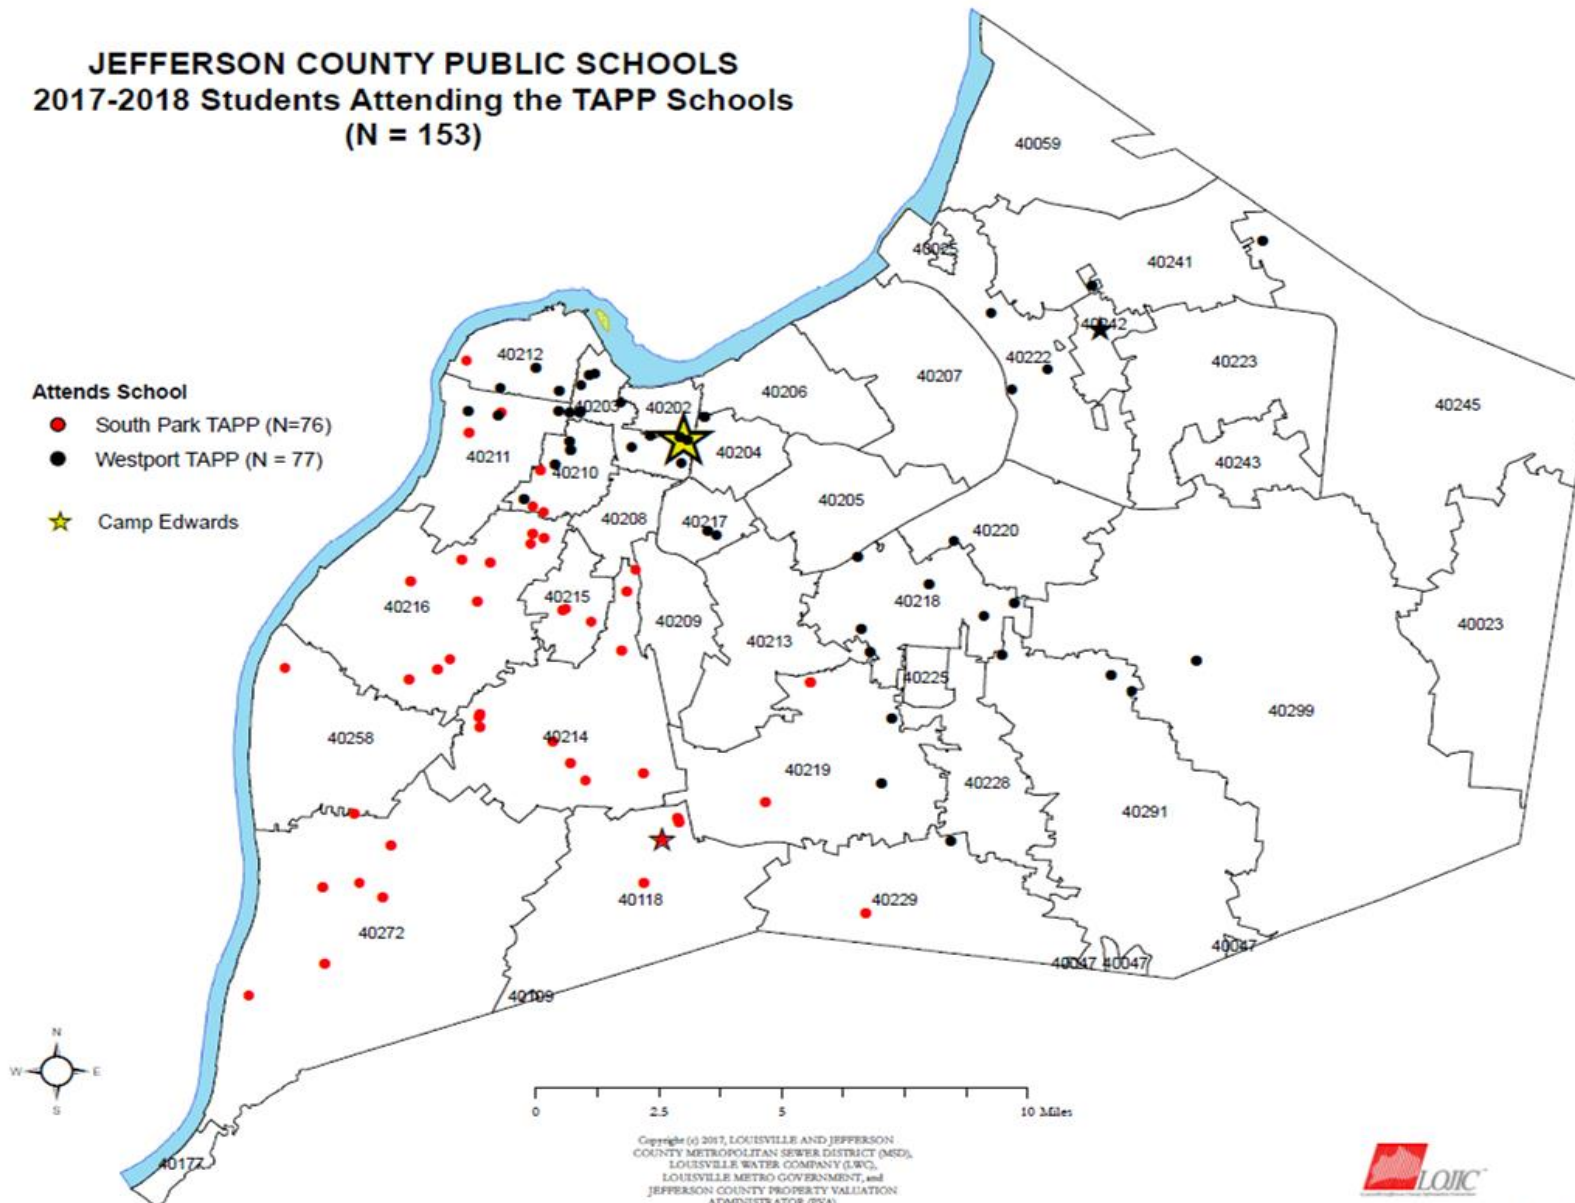 JEFFERSON COUNTY PUBLIC SCHOOLS
2017-2018 Students Attending the TAPP Schools
(N = 153)
40059
40025
40241
40242
40212
40222
40223
Attends School
South Park TAPP (N=76)
Westport TAPP (N = 77)
Camp Edwards
40203
40202
40206
40207
40245
40211
40210
40204
40243
40208
40217
40205
40220
40216
40215
40209
40213
40218
40023
40225
40258
40214
40219
40228
40299
40291
40118
40229
40272
40047
40047 40047
40109
N
W E
S
0 2.5 5 10 Miles
40177
Copyright (c) 2017, LOUISVILLE AND JEFFERSON
COUNTY METROPOLITAN SEWER DISTRICT (MSD),
LOUISVILLE WATER COMPANY (LWC),
LOUISVILLE METRO GOVERNMENT, and
JEFFERSON COUNTY PROPERTY VALUATION
ADMINISTRATOR (PVA)
LOJIC